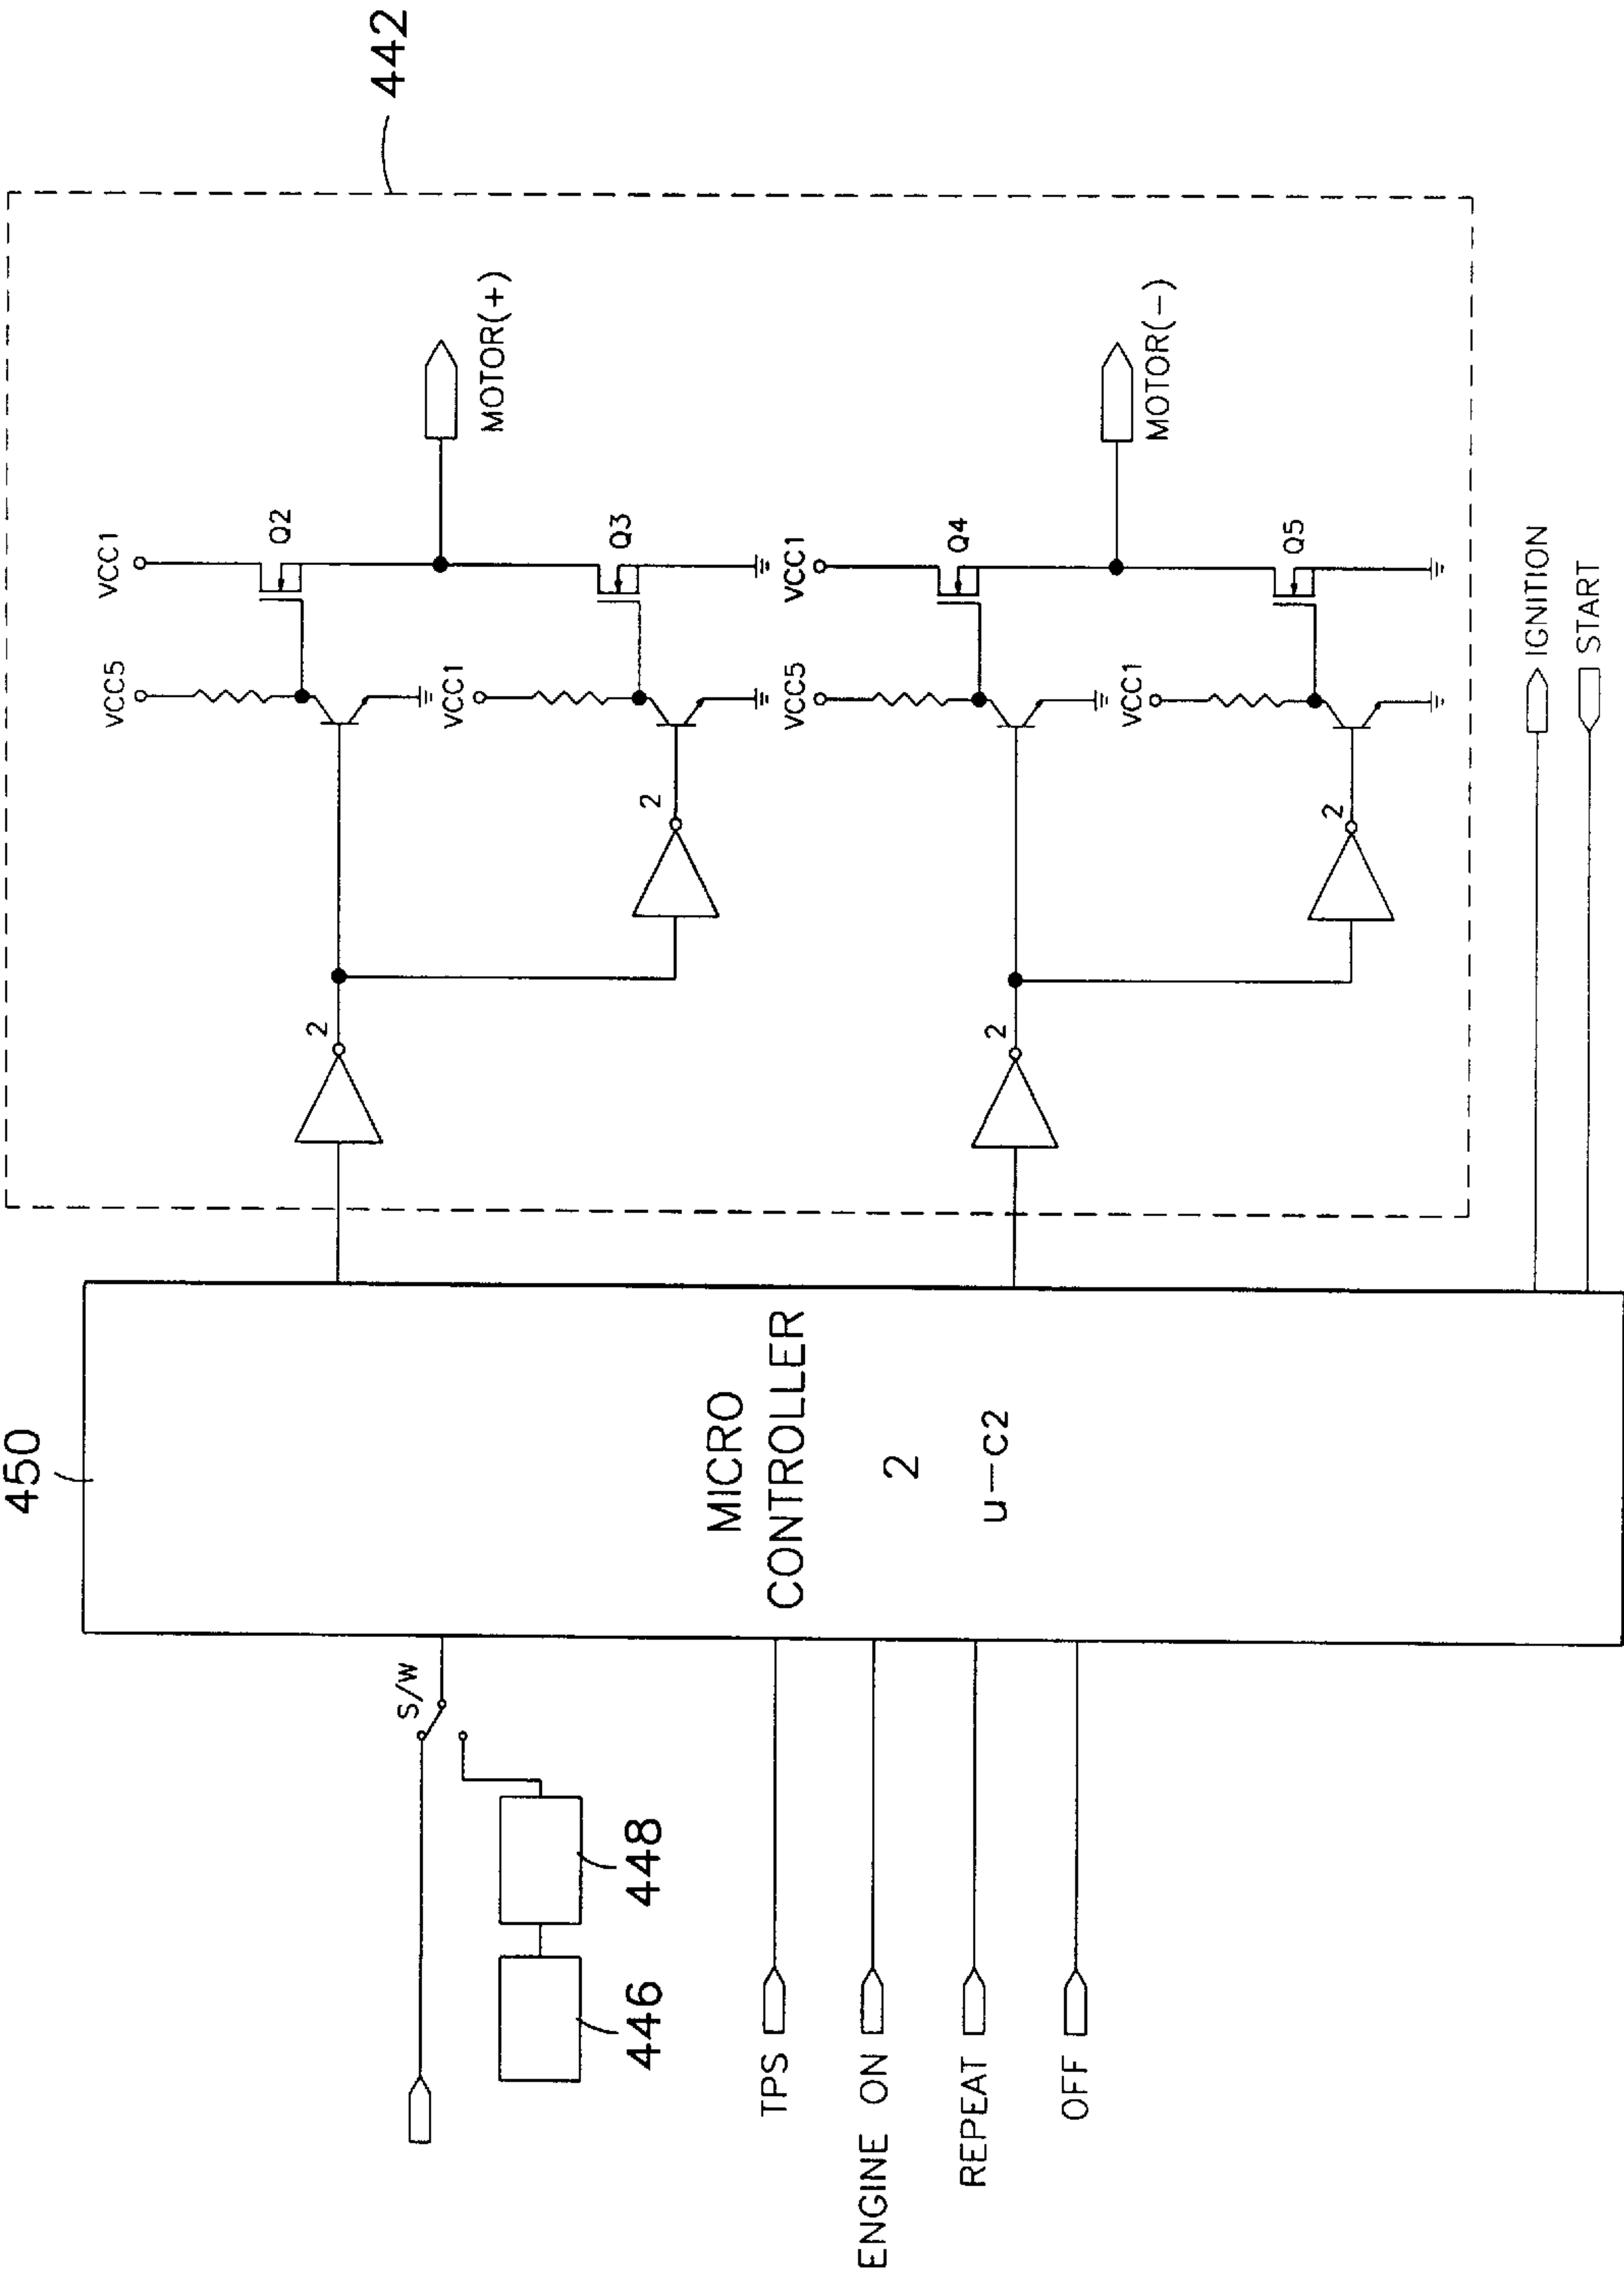 450
MICRO
CONTROLLER
2
u-c2
S/W
446
448
TPS
ENGINE ON
REPEAT
OFF
442
2
2
VCC5
VCC1
Q2
VCC1
Q3
MOTOR(+)
2
2
VCC5
VCC1
Q4
VCC1
Q5
MOTOR(-)
IGNITION
START